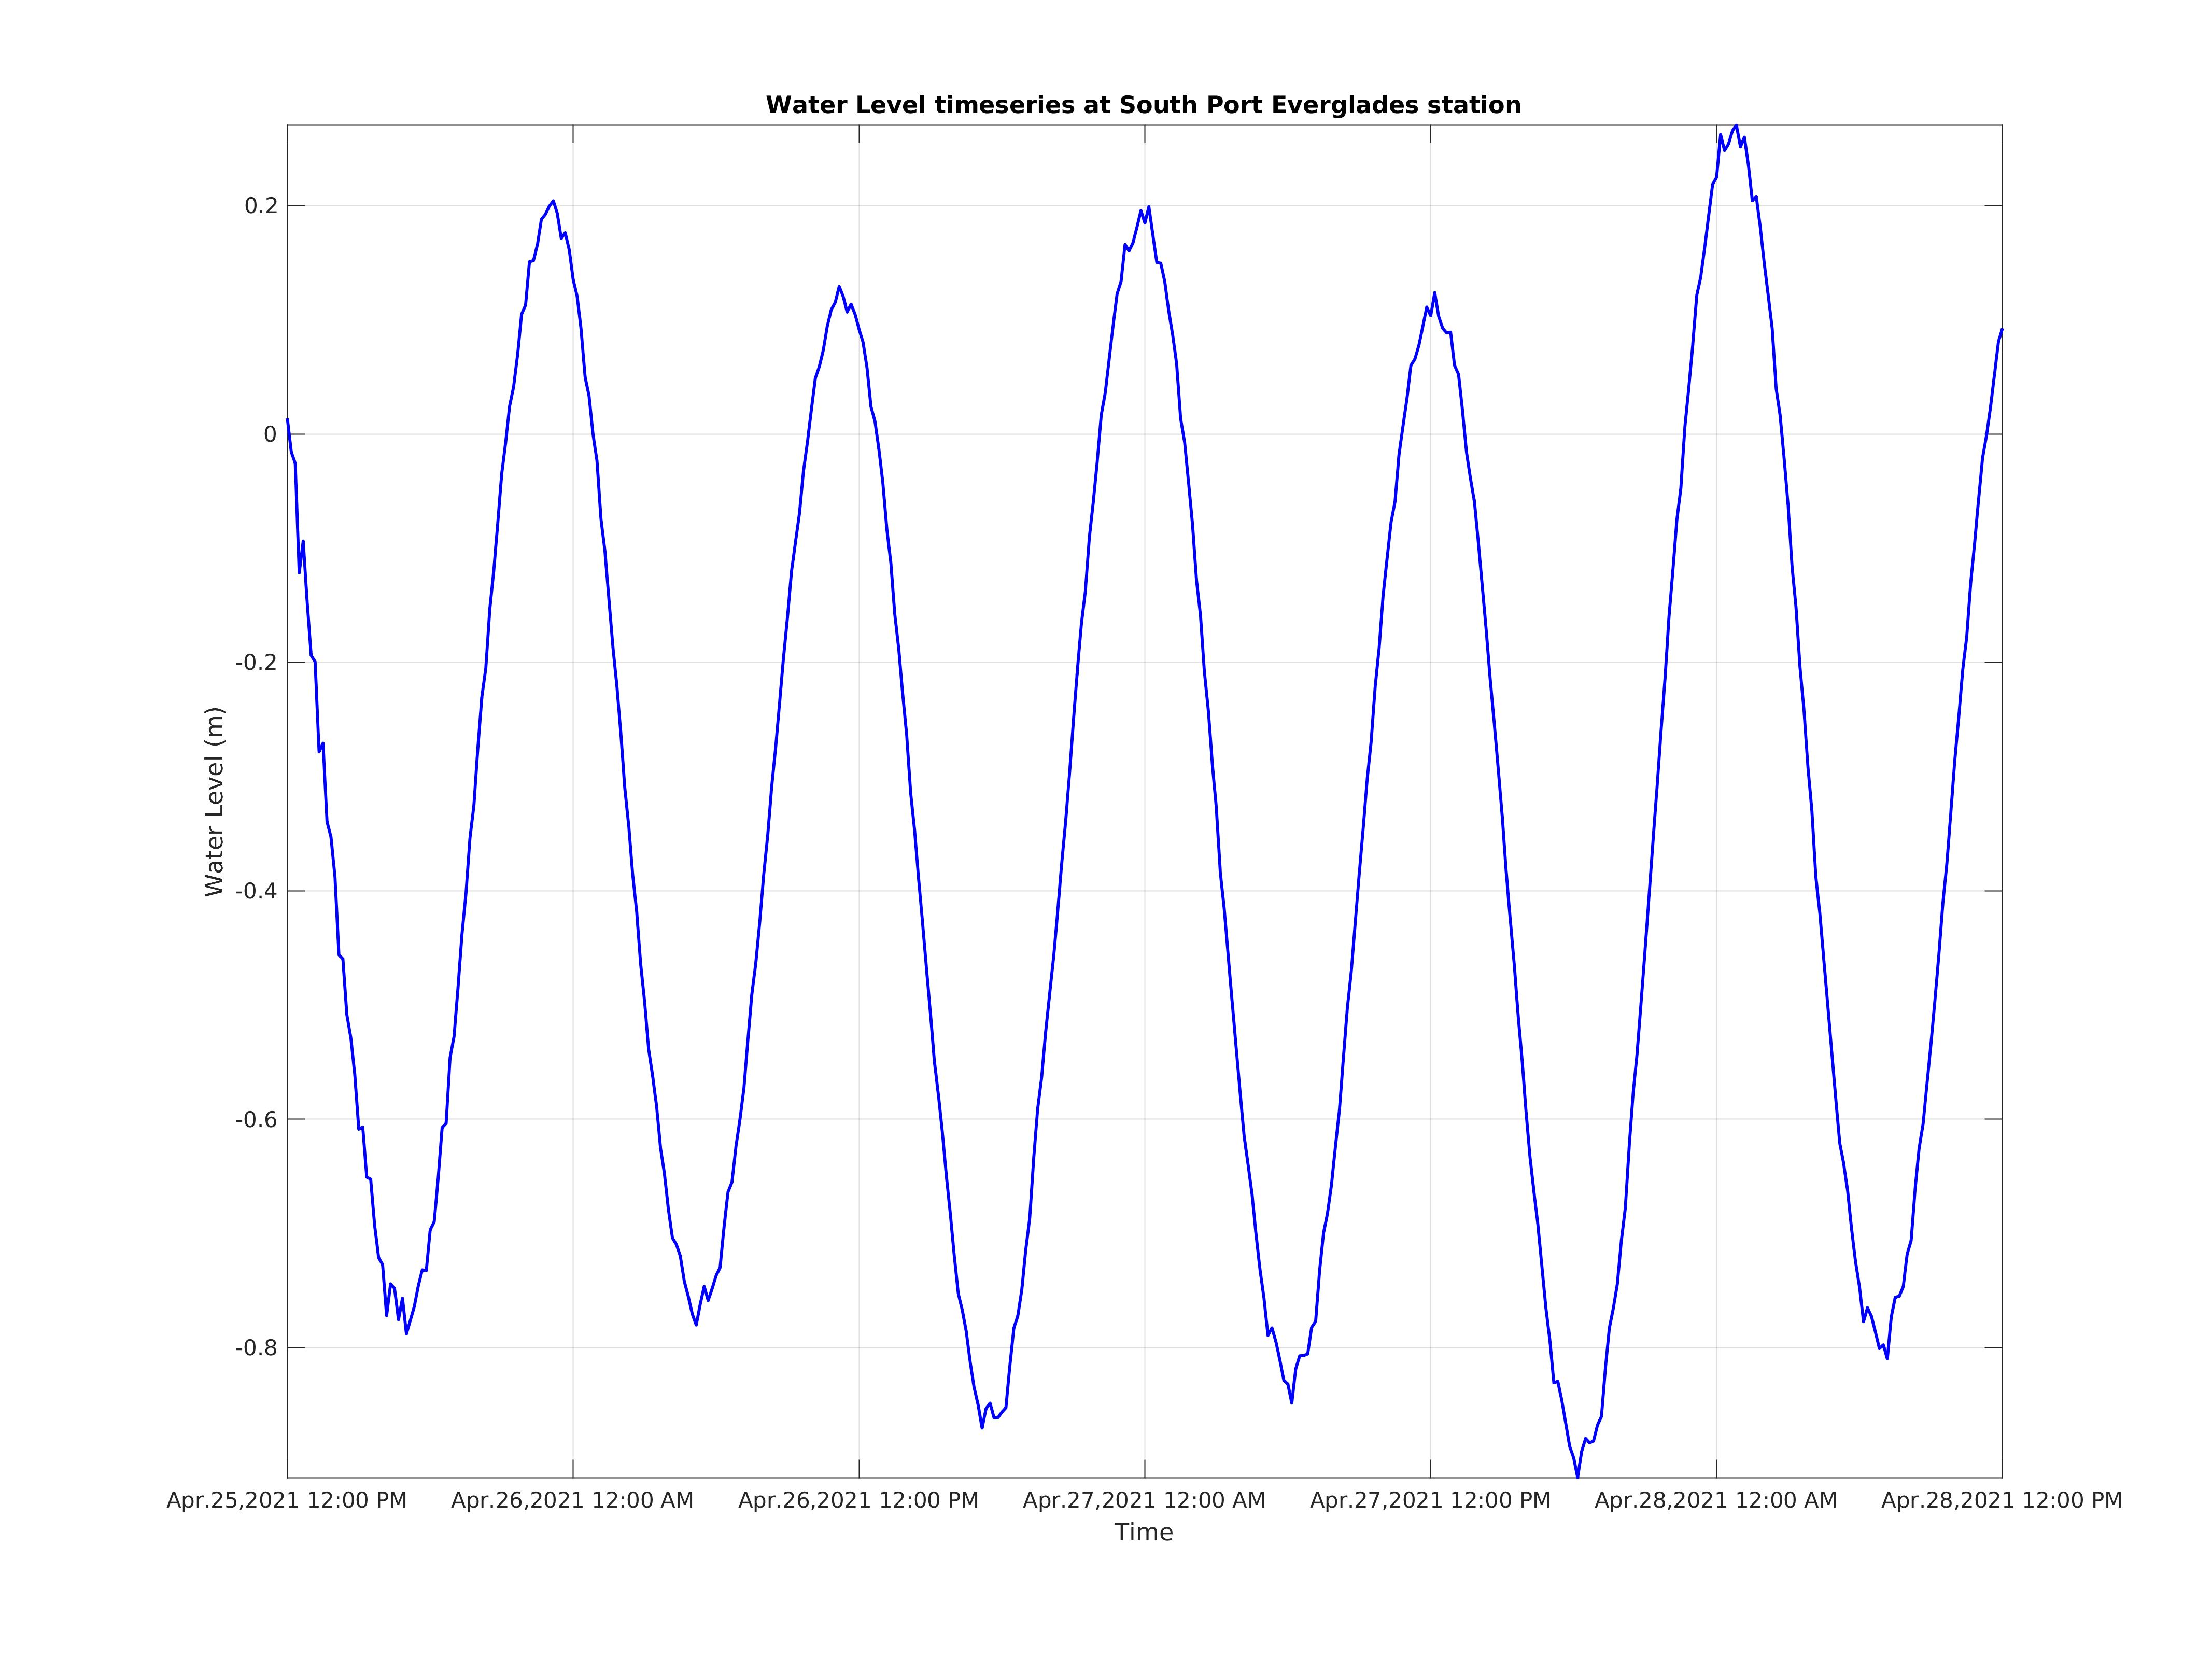 Water Level timeseries at South Port Everglades station
0.2
0
-0.2
-0.4
-0.6
-0.8
Water Level (m)
Apr.25,2021 12:00 PM
Apr.26,2021 12:00 AM
Apr.26,2021 12:00 PM
Apr.27,2021 12:00 AM
Apr.27,2021 12:00 PM
Apr.28,2021 12:00 AM
Apr.28,2021 12:00 PM
Time